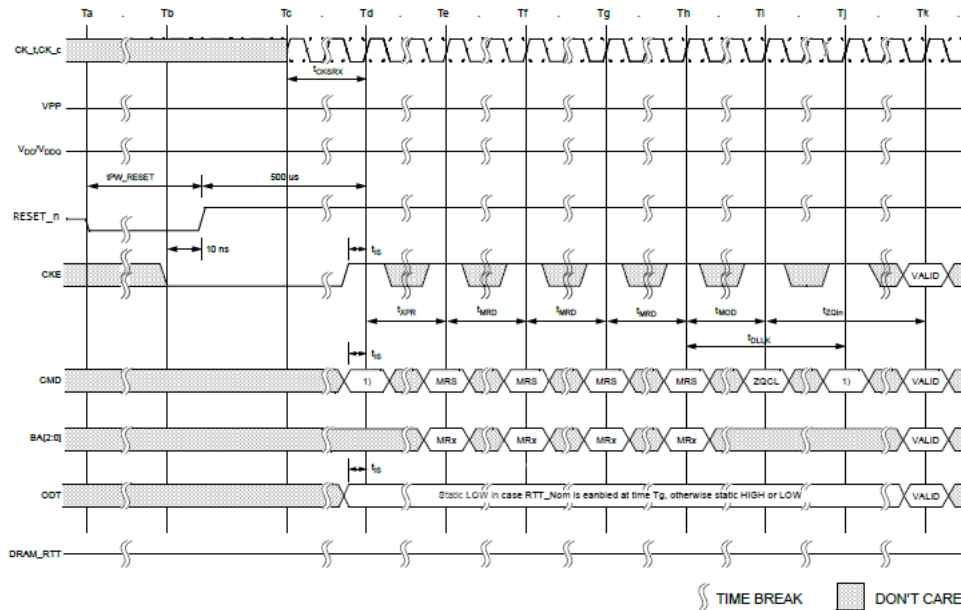 Ta Tb Tc Td Te Tf Tg Th Ti Tj Tk
CK_t,CK_c
tCKSRX
VPP
VDD/VDDQ
tPW_RESET 500 us
RESET_n
10 ns tIS
CKE VALID
tXPR tMRD tMRD tMRD tMOD tZQin
tDLLK
tIS
CMD 1) MRS MRS MRS MRS ZQCL 1) VALID
BA[2:0] MRx MRx MRx MRx VALID
tIS
ODT Static LOW in case RTT_Nom is eanbled at time Tg, otherwise static HIGH or LOW VALID
DRAM_RTT
TIME BREAK DON'T CARE